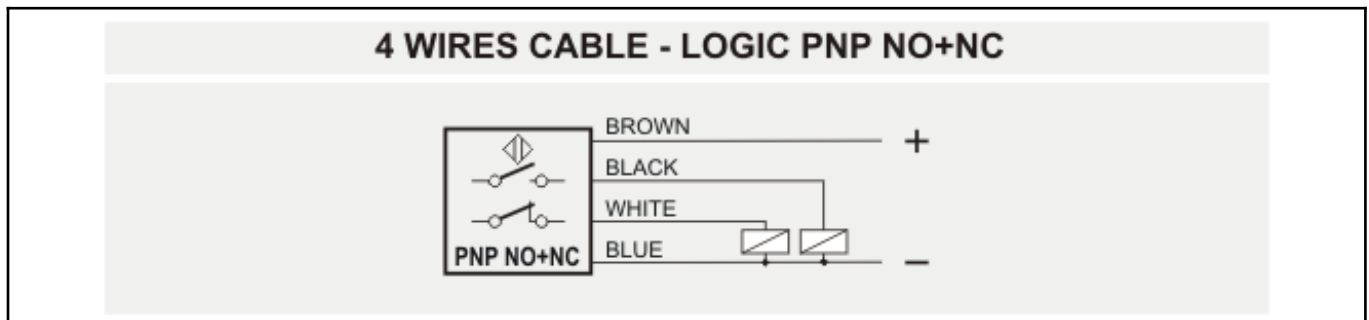 4 WIRES CABLE - LOGIC PNP NO+NC
BROWN
+
BLACK
WHITE
BLUE
−
PNP NO+NC